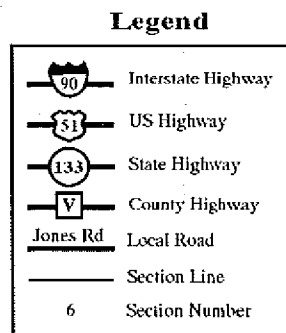 Legend
90 Interstate Highway
51 US Highway
133 State Highway
V County Highway
Jones Rd Local Road
Section Line
6 Section Number